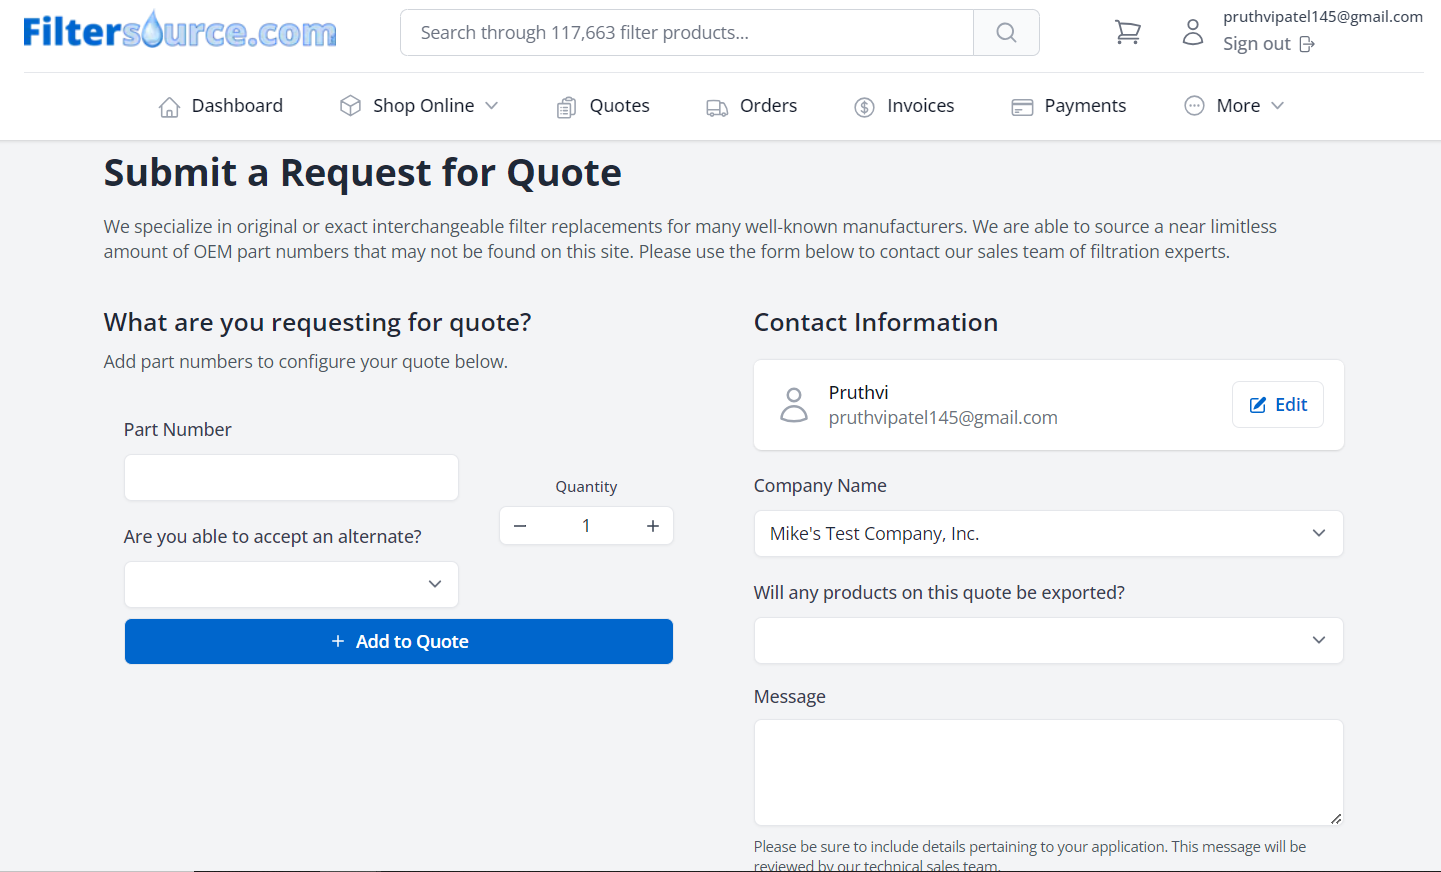 Filtersource.com
Search through 117,663 filter products...
pruthvipatel145@gmail.com
Sign out
Dashboard
Shop Online
Quotes
Orders
Invoices
Payments
More
Submit a Request for Quote
We specialize in original or exact interchangeable filter replacements for many well-known manufacturers. We are able to source a near limitless
amount of OEM part numbers that may not be found on this site. Please use the form below to contact our sales team of filtration experts.
What are you requesting for quote?
Add part numbers to configure your quote below.
Part Number
Quantity
1
Are you able to accept an alternate?
Add to Quote
Contact Information
Pruthvi
pruthvipatel145@gmail.com
Edit
Company Name
Mike's Test Company, Inc.
Will any products on this quote be exported?
Message
Please be sure to include details pertaining to your application. This message will be
reviewed by our technical sales team.